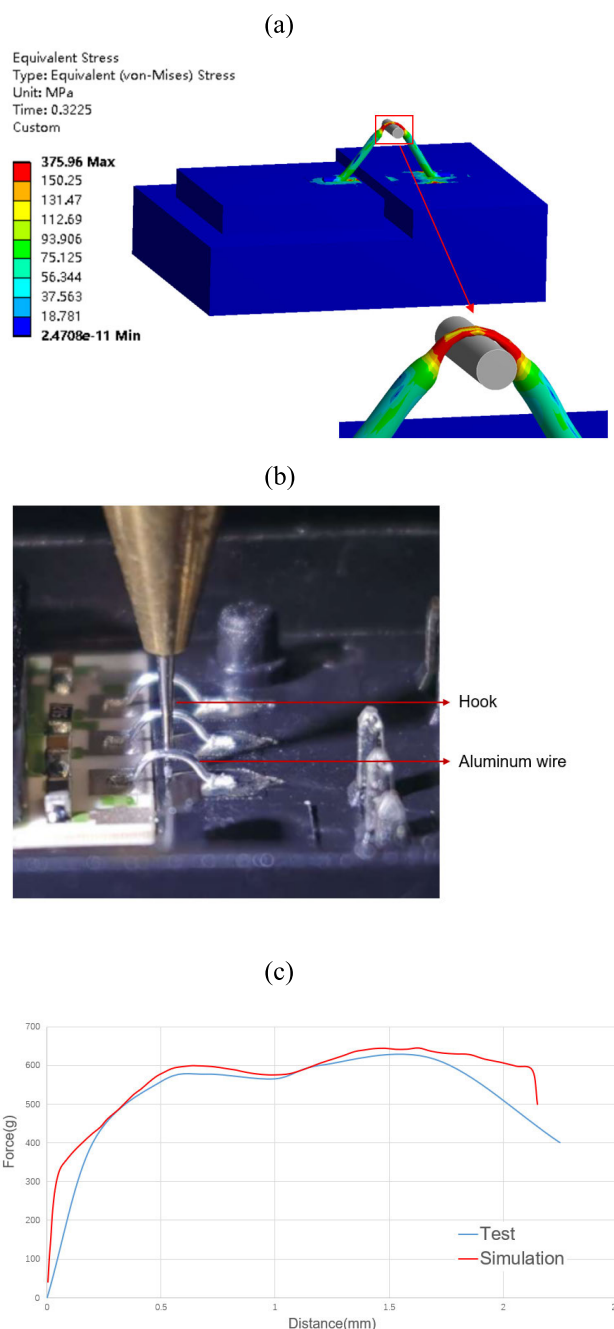 (a)
Equivalent Stress
Type: Equivalent (von-Mises) Stress
Unit: MPa
Time: 0.3225
Custom
375.96 Max
150.25
131.47
112.69
93.906
75.125
56.344
37.563
18.781
2.4708e-11 Min
(b)
Hook
Aluminum wire
(c)
700
600
500
400
300
200
100
0
Force(g)
0
0.5
1
1.5
2
Distance(mm)
Test
Simulation